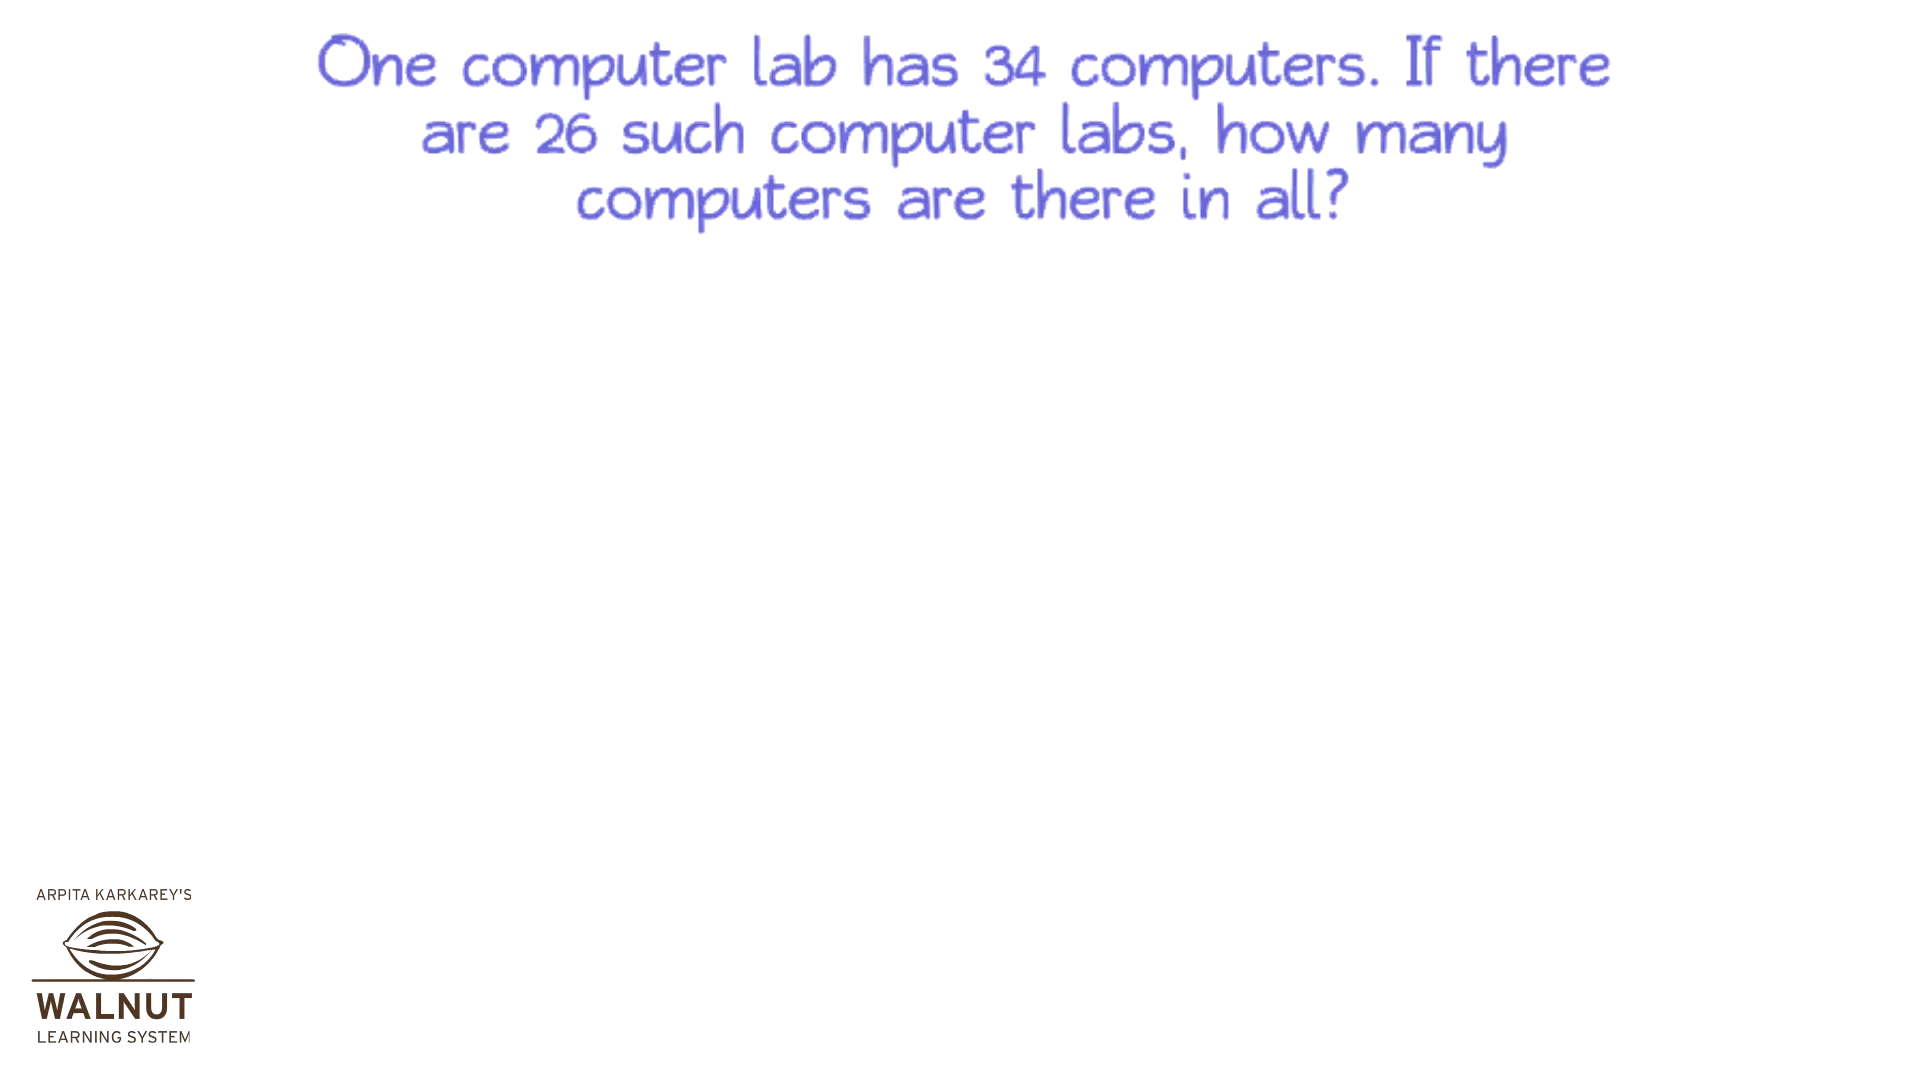 One computer lab has 34 computers. If there
are 26 such computer labs, how many
computers are there in all?
ARPITA KARKAREY'S
WALNUT
LEARNING SYSTEM